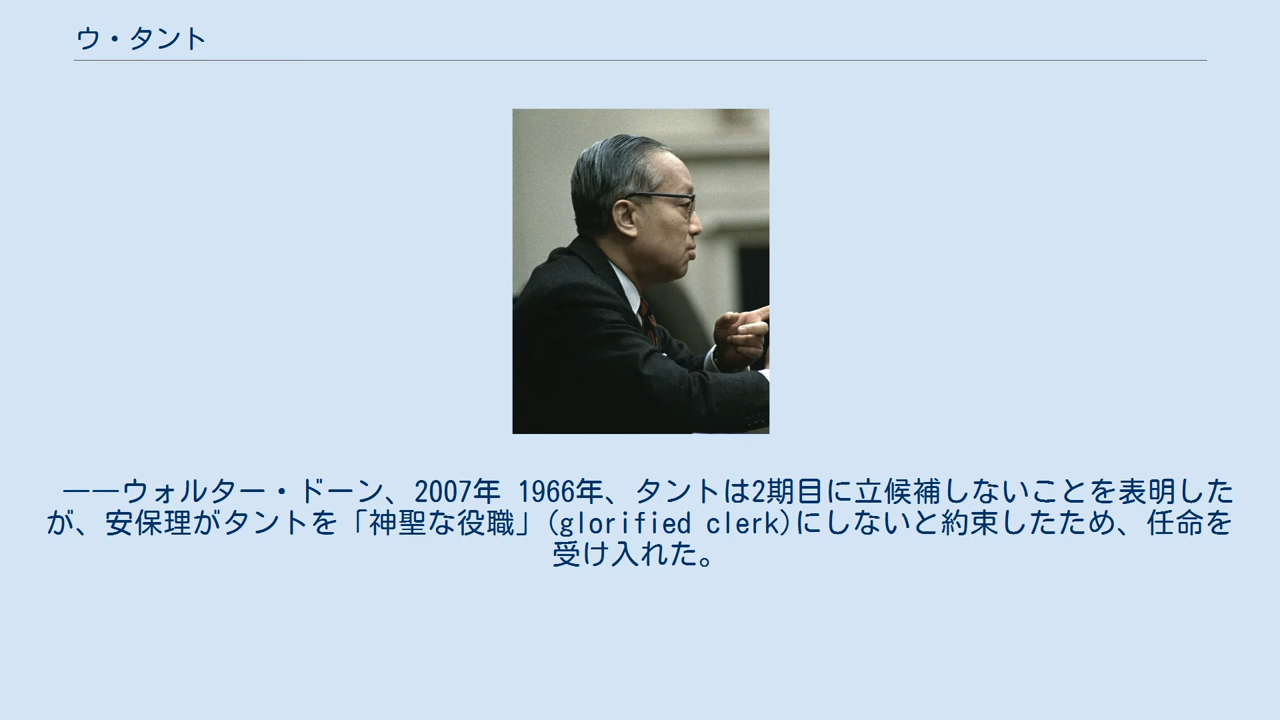 ウ・タント
――ウォルター・ドーン、2007年 1966年、タントは2期目に立候補しないことを表明した
が、安保理がタントを「神聖な役職」(glorified clerk)にしないと約束したため、任命を
受け入れた。